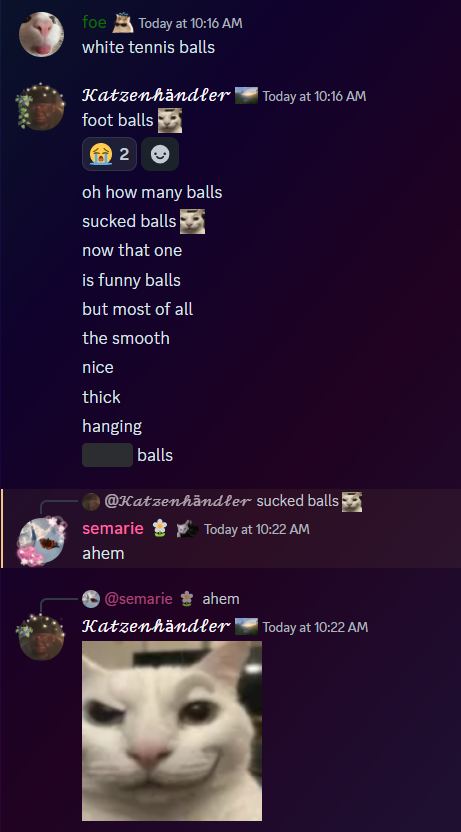 foe Today at 10:16 AM
white tennis balls
𝓚𝓪𝓽𝔃𝓮𝓷𝓱ä𝓷𝓭𝓵𝓮𝓻 Today at 10:16 AM
foot balls
2
oh how many balls
sucked balls
now that one
is funny balls
but most of all
the smooth
nice
thick
hanging
balls
@𝓚𝓪𝓽𝔃𝓮𝓷𝓱ä𝓷𝓭𝓵𝓮𝓻 sucked balls
semarie Today at 10:22 AM
ahem
@semarie ahem
𝓚𝓪𝓽𝔃𝓮𝓷𝓱ä𝓷𝓭𝓵𝓮𝓻 Today at 10:22 AM